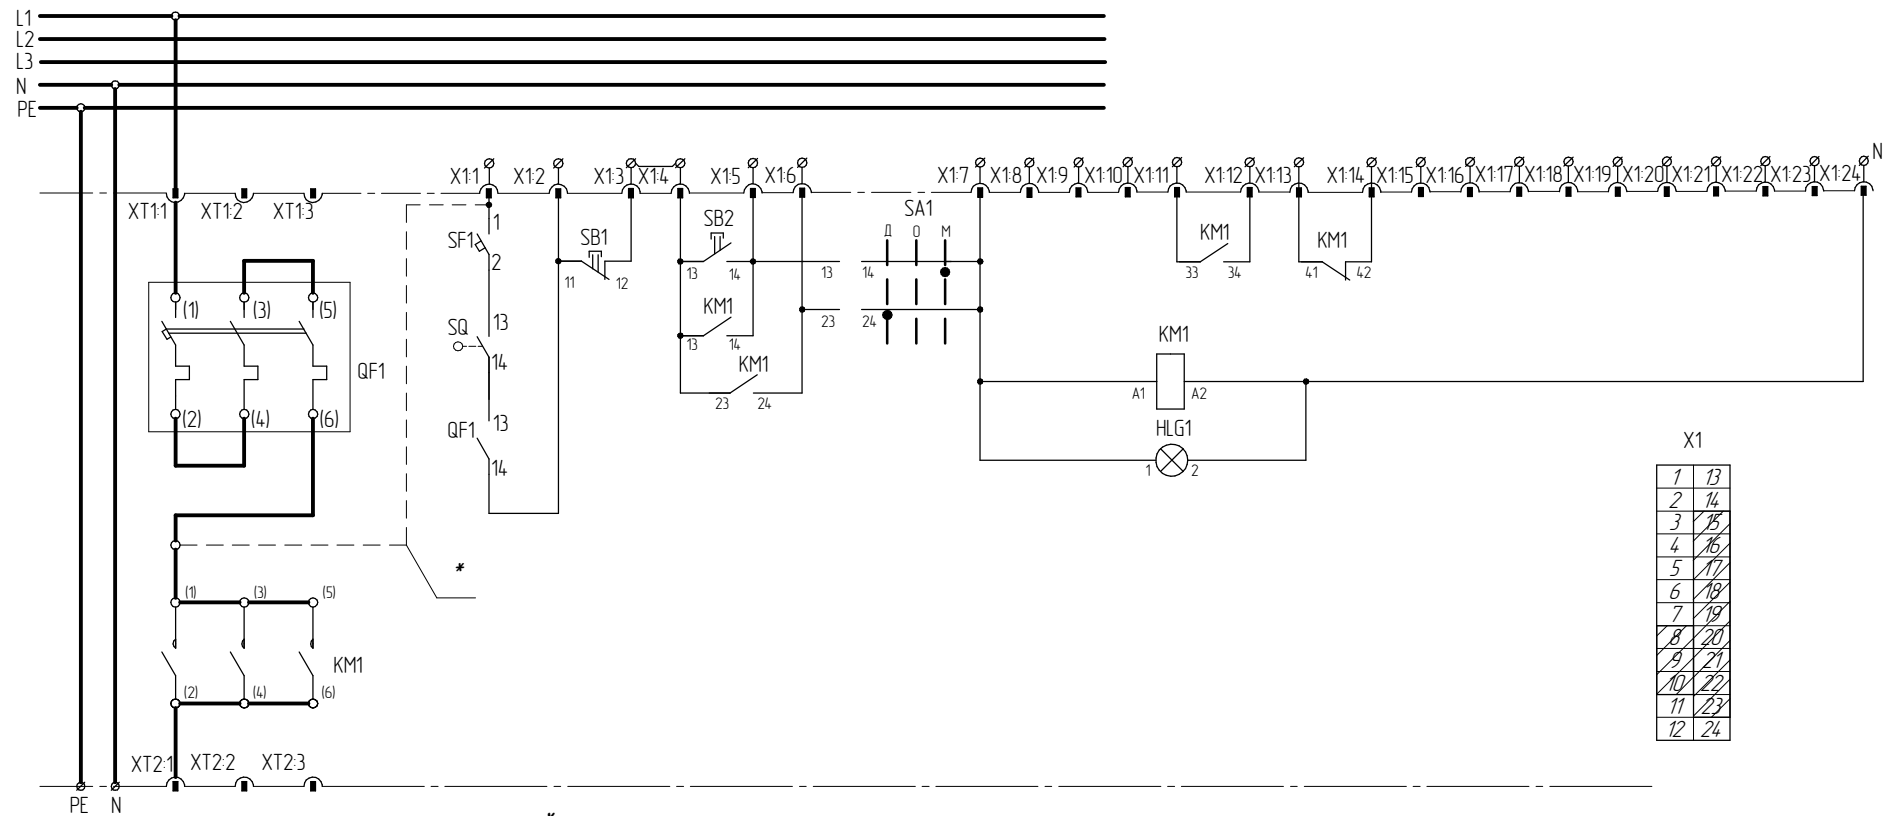 L1
L2
L3
N
PE
X1:1 X1:2 X1:3 X1:4 X1:5 X1:6 X1:7 X1:8 X1:9 X1:10 X1:11 X1:12 X1:13 X1:14 X1:15 X1:16 X1:17 X1:18 X1:19 X1:20 X1:21 X1:22 X1:23 X1:24 N
XT1:1 XT1:2 XT1:3
SF1 1
2
SQ 13
14
QF1 13
14
SB1
11 12
SB2
13 14
KM1
13 14
KM1
23 24
SA1
Д О М
13 14
23 24
KM1
33 34
KM1
41 42
KM1
A1 A2
HLG1
1 2
(1) (3) (5)
QF1
(2) (4) (6)
*
(1) (3) (5)
KM1
(2) (4) (6)
XT2:1 XT2:2 XT2:3
PE N
*
X1
1 13
2 14
3 15
4 16
5 17
6 18
7 19
8 20
9 21
10 22
11 23
12 24